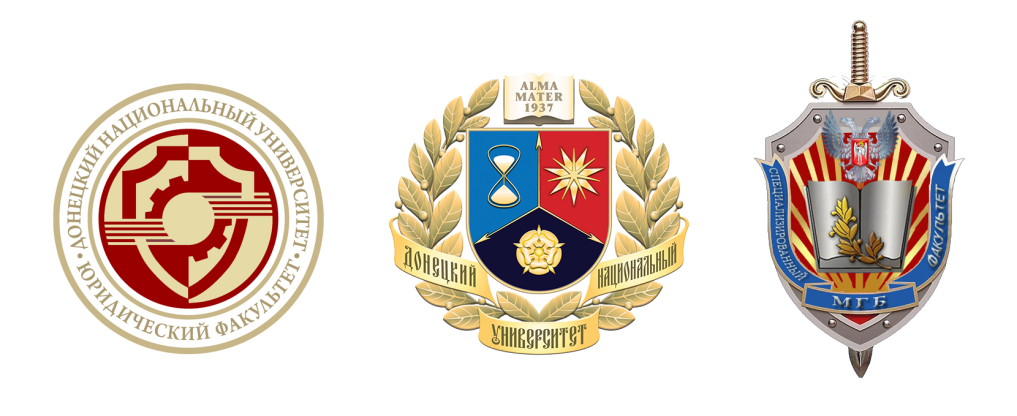 ДОНЕЦКИЙ НАЦИОНАЛЬНЫЙ УНИВЕРСИТЕТ
ЮРИДИЧЕСКИЙ ФАКУЛЬТЕТ
ALMA
MATER
1937
ДОНЕЦКИЙ
НАЦИОНАЛЬНЫЙ
УНИВЕРСИТЕТ
СПЕЦИАЛИЗИРОВАННЫЙ
ФАКУЛЬТЕТ
МГБ